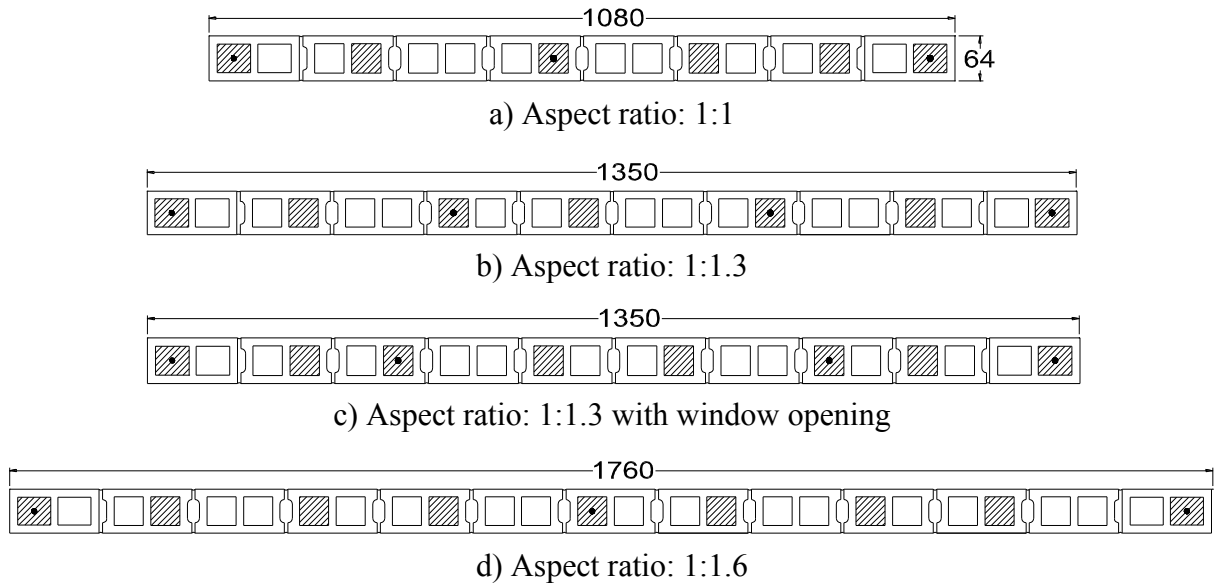 1080
64
a) Aspect ratio: 1:1
1350
b) Aspect ratio: 1:1.3
1350
c) Aspect ratio: 1:1.3 with window opening
1760
d) Aspect ratio: 1:1.6